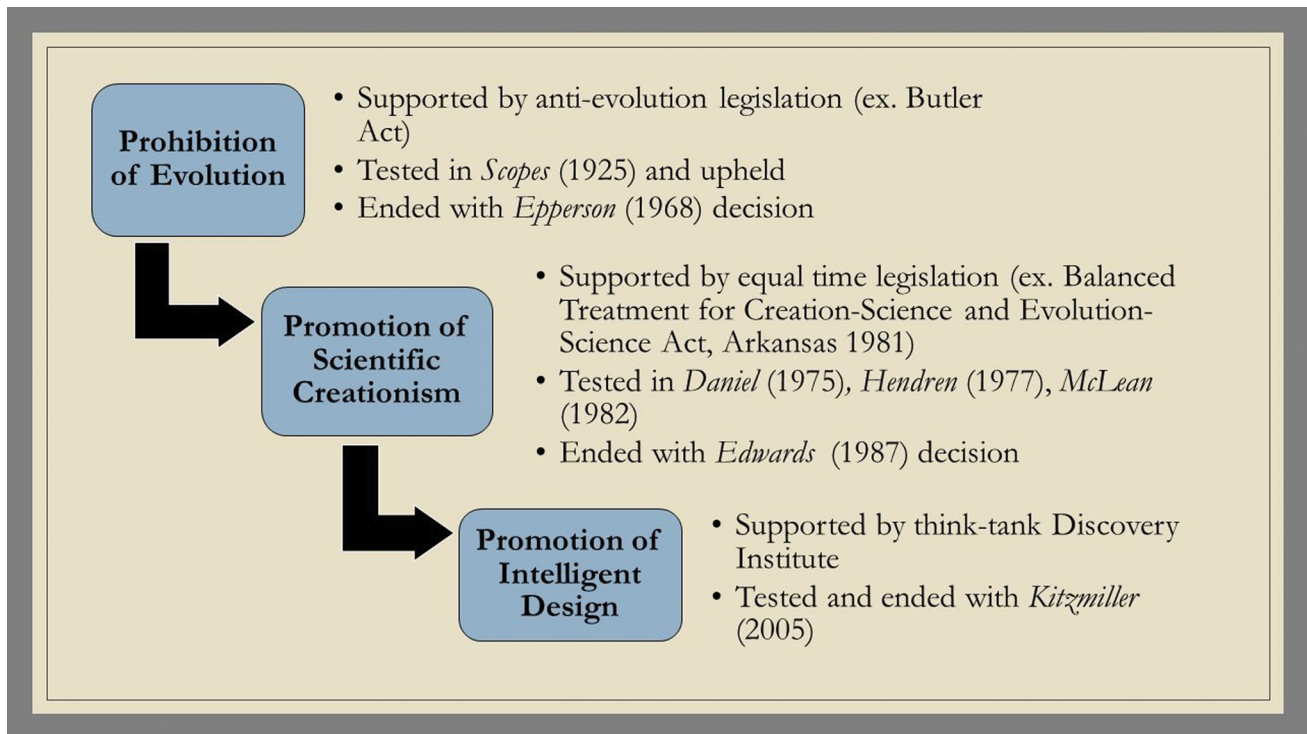 Prohibition
of Evolution
• Supported by anti-evolution legislation (ex. Butler
Act)
• Tested in Scopes (1925) and upheld
• Ended with Epperson (1968) decision
Promotion of
Scientific
Creationism
• Supported by equal time legislation (ex. Balanced
Treatment for Creation-Science and Evolution-
Science Act, Arkansas 1981)
• Tested in Daniel (1975), Hendren (1977), McLean
(1982)
• Ended with Edwards (1987) decision
Promotion of
Intelligent
Design
• Supported by think-tank Discovery
Institute
• Tested and ended with Kitzmiller
(2005)